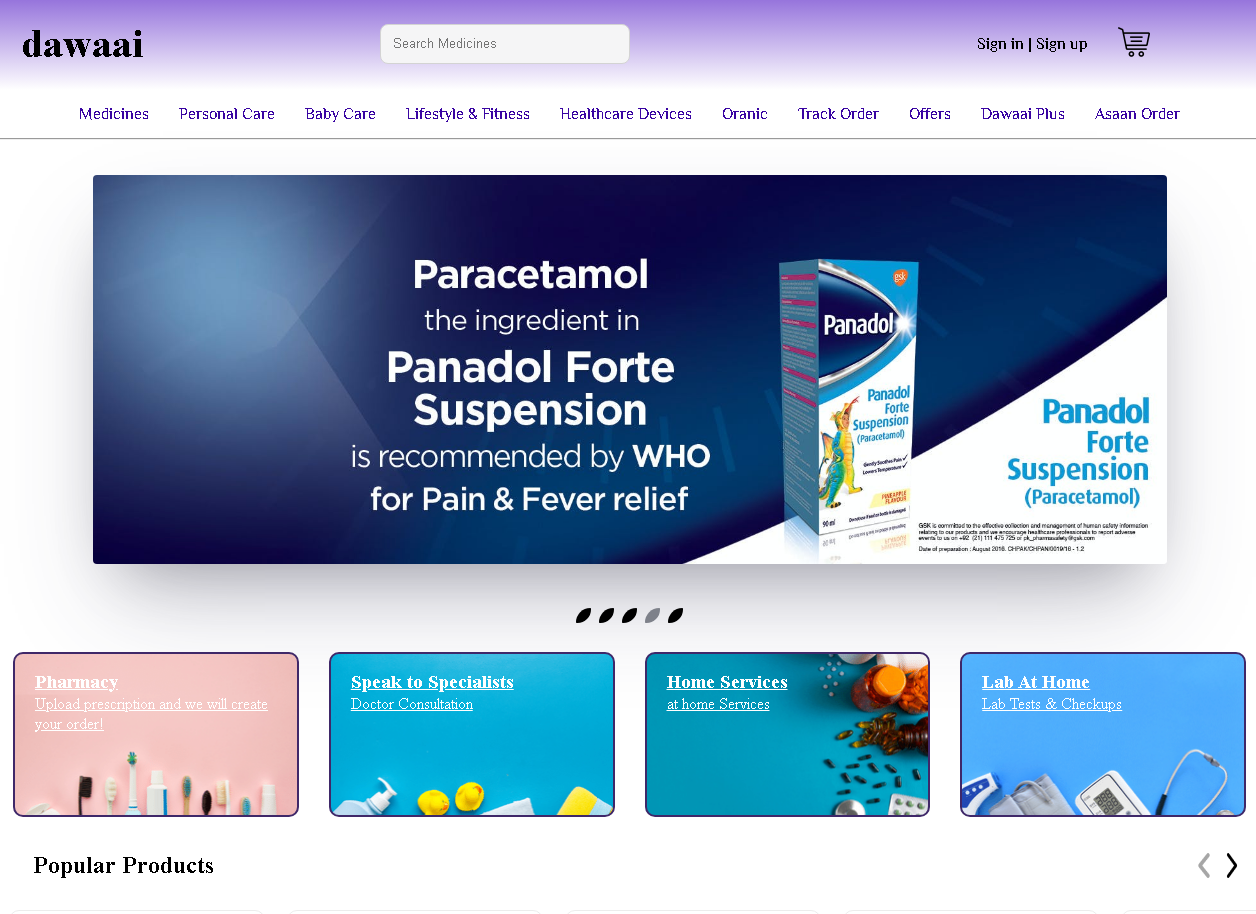 dawaai
Search Medicines
Sign in | Sign up
Medicines Personal Care Baby Care Lifestyle & Fitness Healthcare Devices Oranic Track Order Offers Dawaai Plus Asaan Order
Paracetamol
the ingredient in
Panadol Forte
Suspension
is recommended by WHO
for Pain & Fever relief
gsk
Panadol
Panadol
Forte
Suspension
(Paracetamol)
Gently Soothes Pain
Lowers Temperature
PINEAPPLE
FLAVOUR
90 ml
Panadol
Forte
Suspension
(Paracetamol)
GSK is committed to the effective collection and management of human safety information
relating to our products and we encourage healthcare professionals to report adverse
events to us on +92 (21) 111 475 725 or pk_pharmasafety@gsk.com
Date of preparation : August 2018. CHPAK/CHPAN/0019/18 - 1.2
Pharmacy
Upload prescription and we will create
your order!
Speak to Specialists
Doctor Consultation
Home Services
at home Services
Lab At Home
Lab Tests & Checkups
Popular Products